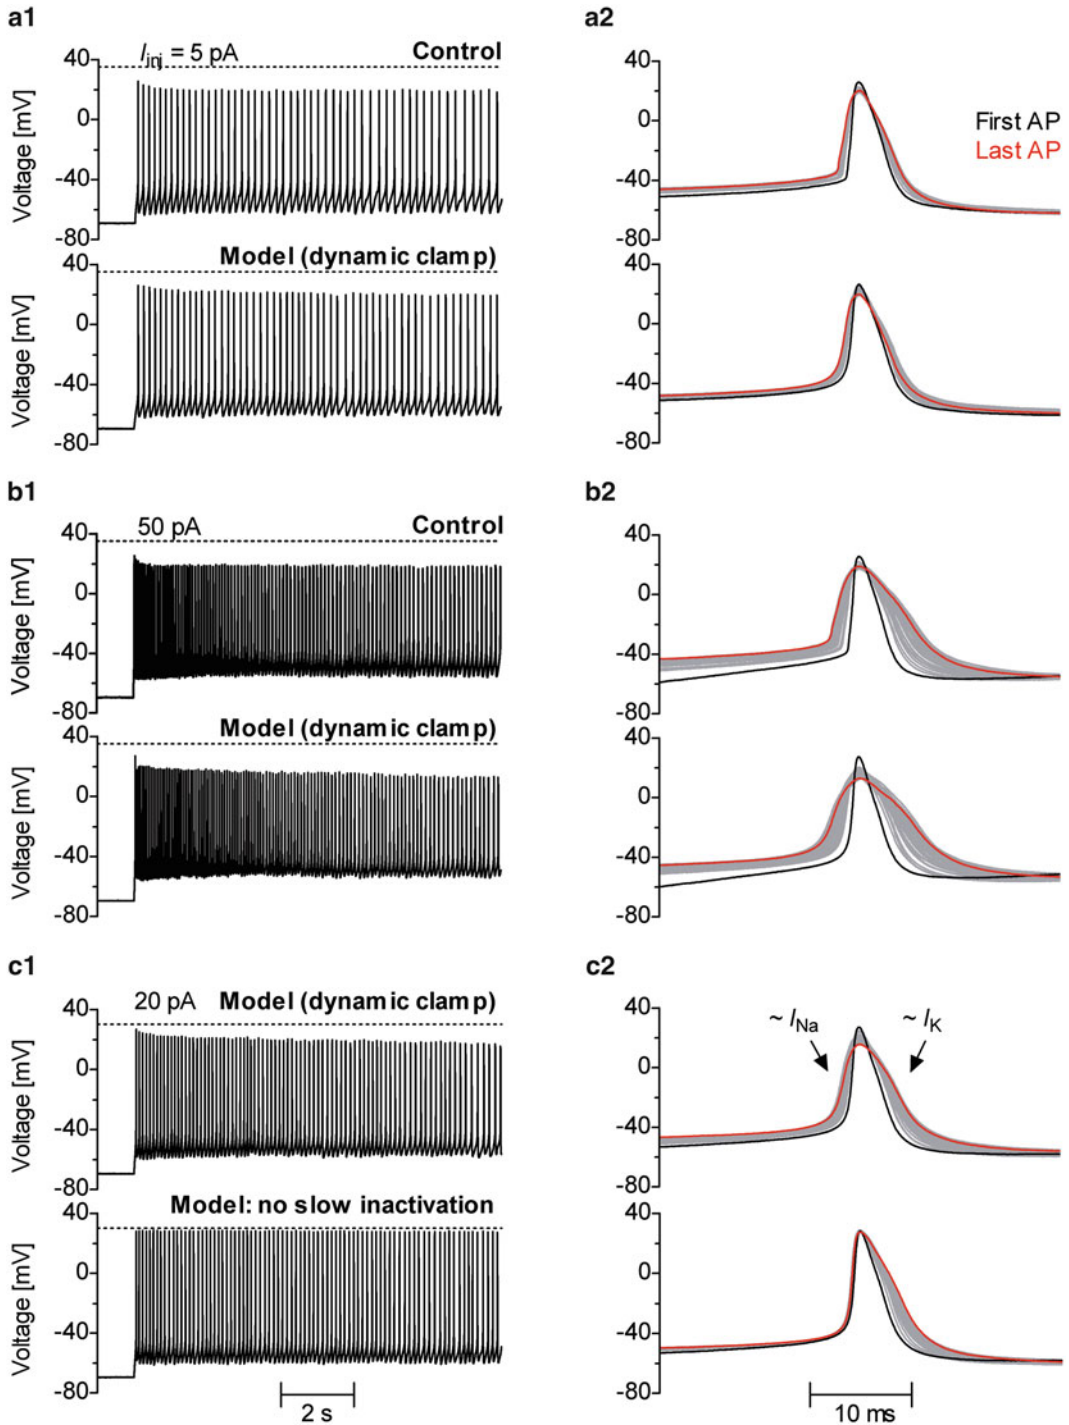 a1
a2
I inj = 5 pA
Control
Voltage [mV]
40
0
-40
-80
40
0
-40
-80
First AP
Last AP
Model (dynamic clamp)
Voltage [mV]
40
0
-40
-80
40
0
-40
-80
b1
b2
50 pA
Control
Voltage [mV]
40
0
-40
-80
40
0
-40
-80
Model (dynamic clamp)
Voltage [mV]
40
0
-40
-80
40
0
-40
-80
c1
c2
20 pA
Model (dynamic clamp)
Voltage [mV]
40
0
-40
-80
40
0
-40
-80
~ I Na
~ I K
Model: no slow inactivation
Voltage [mV]
40
0
-40
-80
40
0
-40
-80
2 s
10 ms